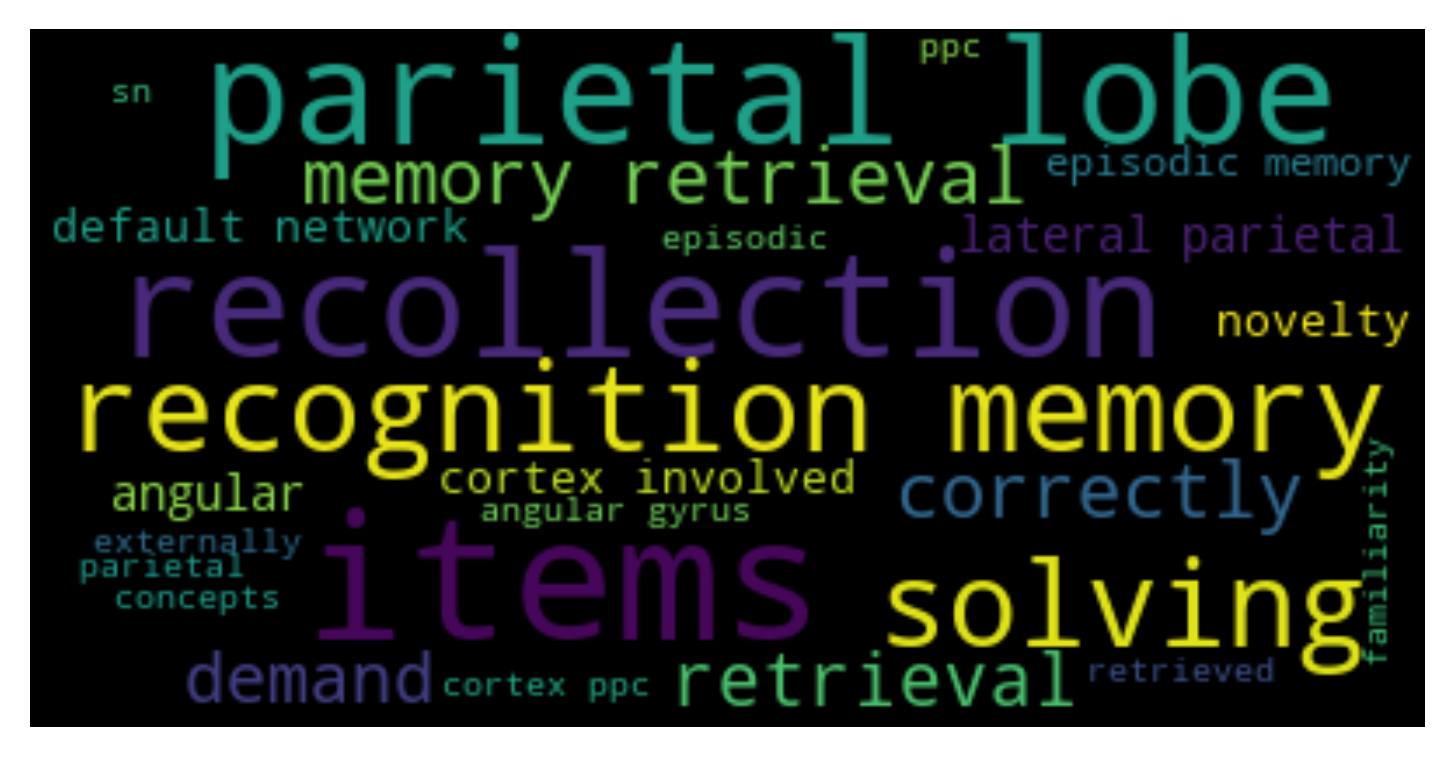 parietal lobe
ppc
sn
memory retrieval
episodic memory
default network
episodic
lateral parietal
recollection
novelty
recognition memory
familiarity
angular
cortex involved
correctly
angular gyrus
externally
items
parietal
solving
concepts
demand
cortex ppc
retrieval
retrieved